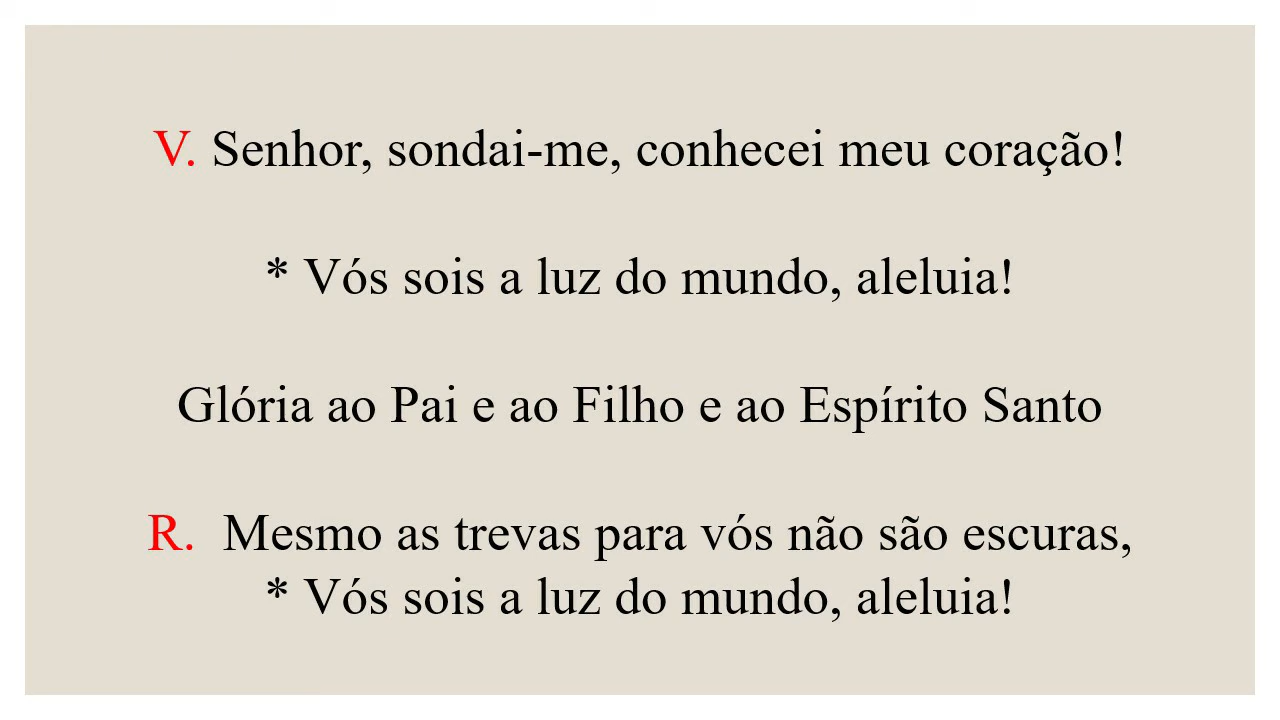 V. Senhor, sondai-me, conhecei meu coração!
* Vós sois a luz do mundo, aleluia!
Glória ao Pai e ao Filho e ao Espírito Santo
R. Mesmo as trevas para vós não são escuras,
* Vós sois a luz do mundo, aleluia!